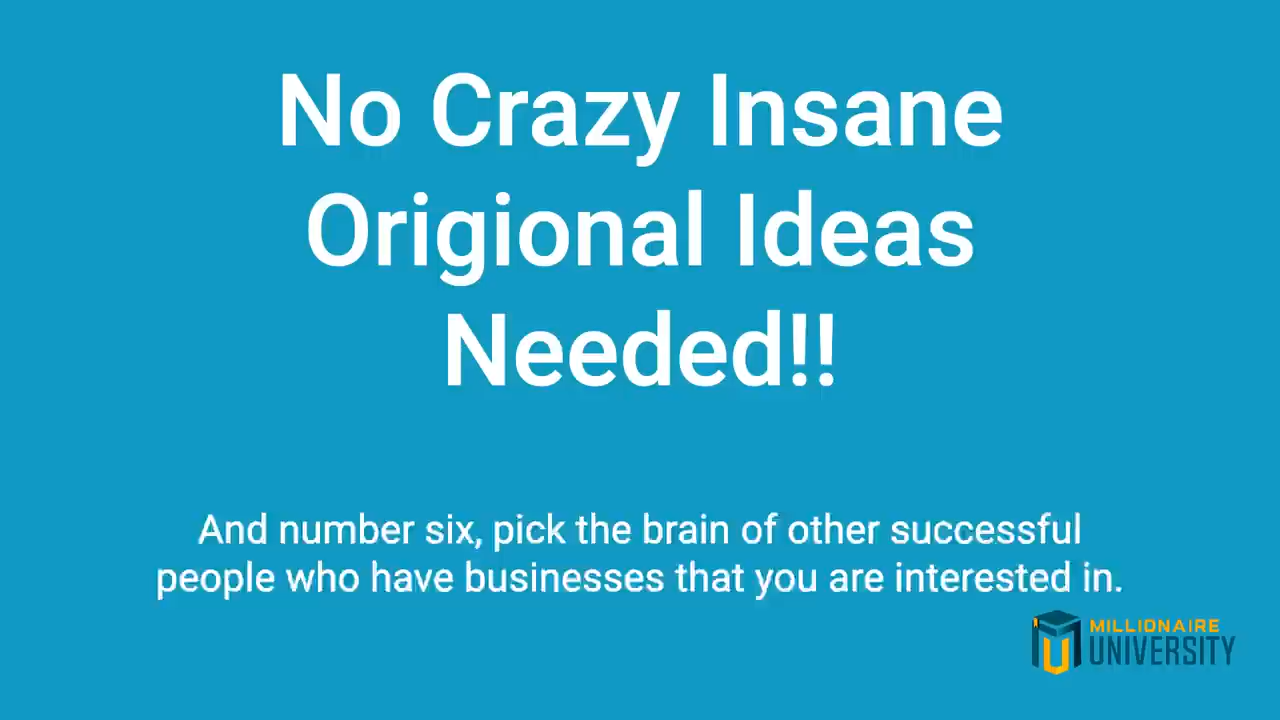 No Crazy Insane
Origional Ideas
Needed!!
And number six, pick the brain of other successful
people who have businesses that you are interested in.
MILLIONAIRE
UNIVERSITY